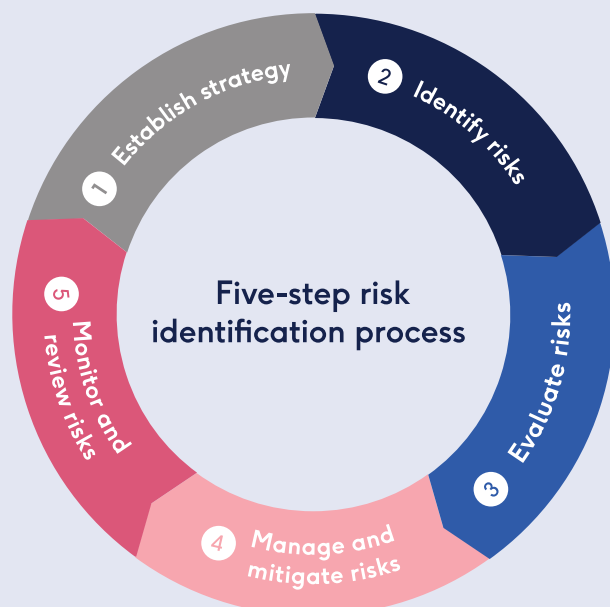 Five-step risk
identification process
1 Establish strategy
2 Identify risks
3 Evaluate risks
4 Manage and
mitigate risks
5 Monitor and
review risks